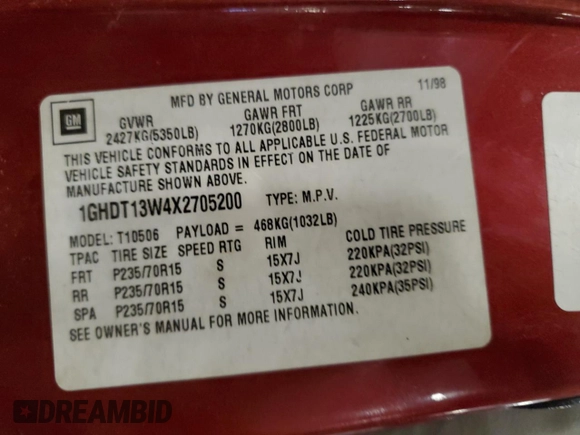 MFD BY GENERAL MOTORS CORP 11/98
GM
GVWR GAWR FRT GAWR RR
2427KG(5350LB) 1270KG(2800LB) 1225KG(2700LB)
THIS VEHICLE CONFORMS TO ALL APPLICABLE U.S. FEDERAL MOTOR
VEHICLE SAFETY STANDARDS IN EFFECT ON THE DATE OF
MANUFACTURE SHOWN ABOVE.
1GHDT13W4X2705200 TYPE: M.P.V.
MODEL: T10506 PAYLOAD = 468KG(1032LB)
TPAC TIRE SIZE SPEED RTG RIM COLD TIRE PRESSURE
FRT P235/70R15 S 15X7J 220KPA(32PSI)
RR P235/70R15 S 15X7J 220KPA(32PSI)
SPA P235/70R15 S 15X7J 240KPA(35PSI)
SEE OWNER'S MANUAL FOR MORE INFORMATION.
DREAMBID